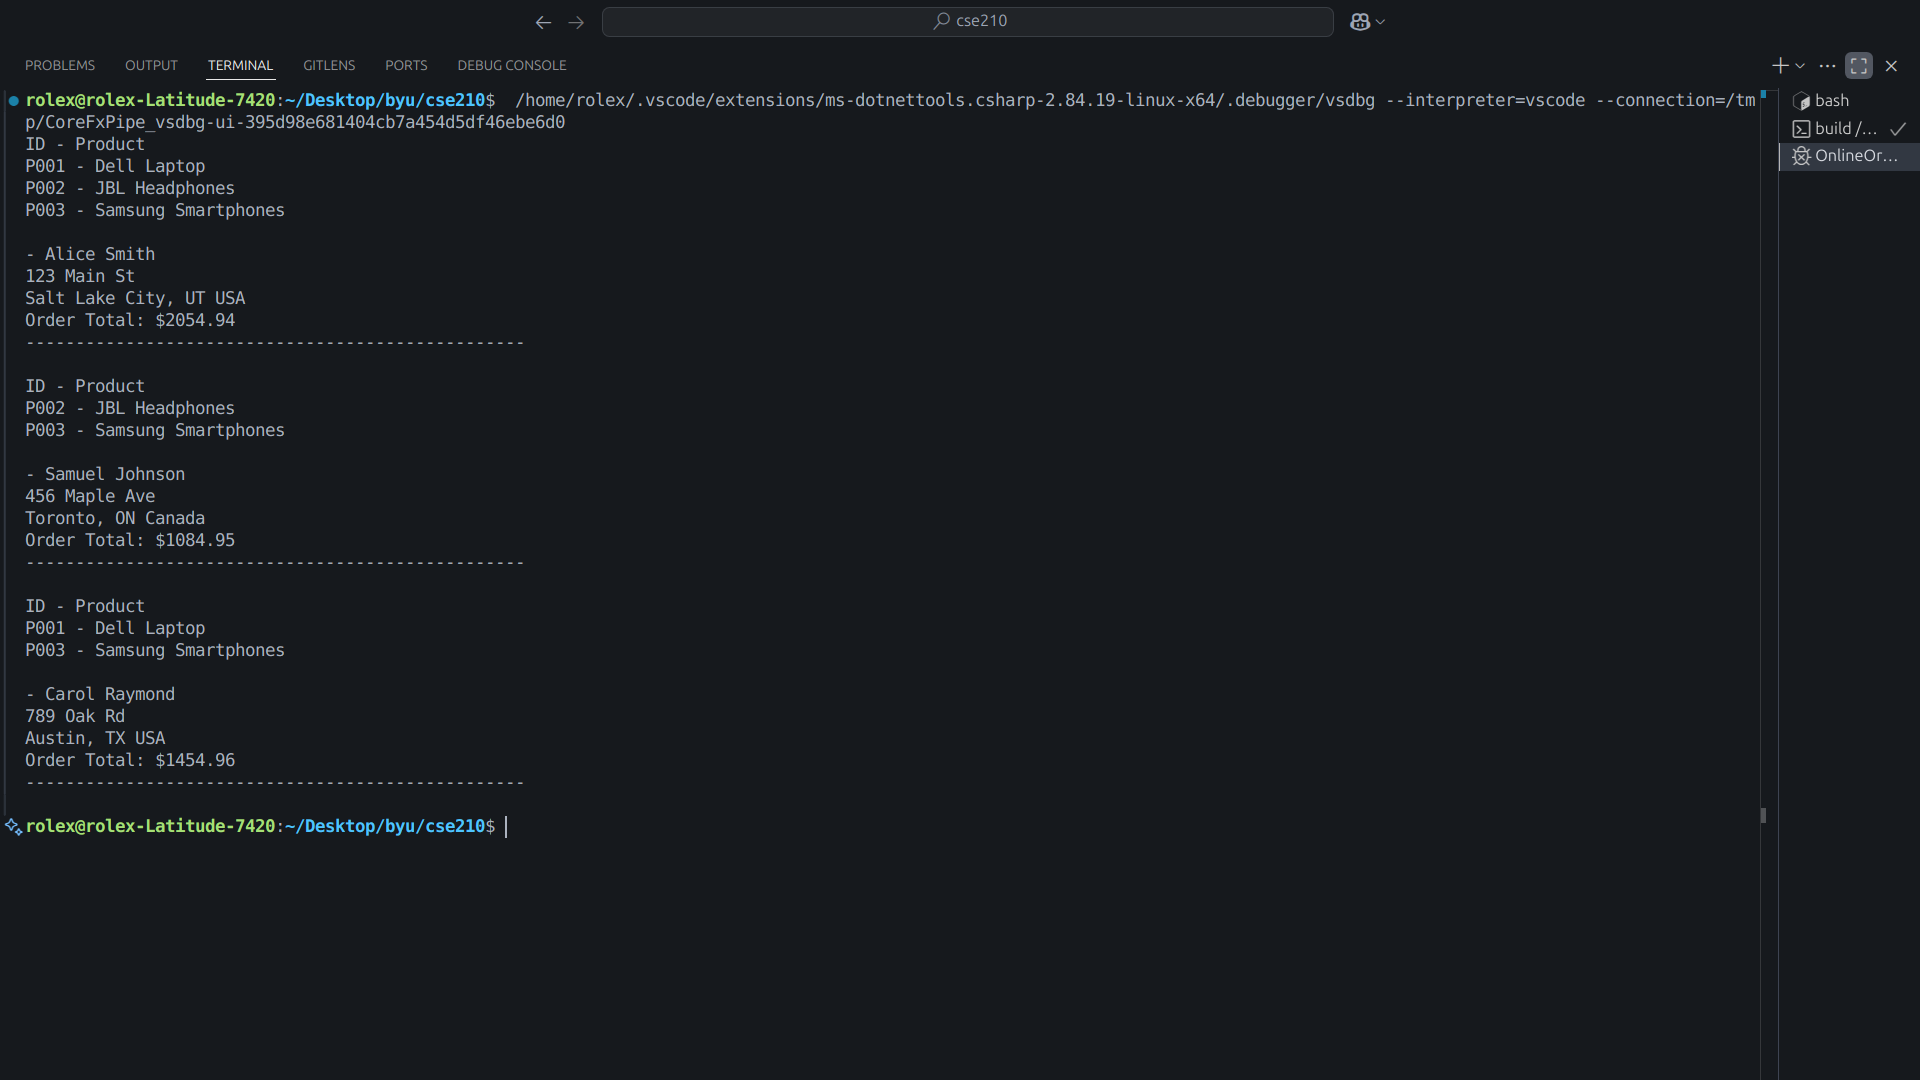 cse210
PROBLEMS OUTPUT TERMINAL GITLENS PORTS DEBUG CONSOLE
rolex@rolex-Latitude-7420:~/Desktop/byu/cse210$  /home/rolex/.vscode/extensions/ms-dotnettools.csharp-2.84.19-linux-x64/.debugger/vsdbg --interpreter=vscode --connection=/tm
p/CoreFxPipe_vsdbg-ui-395d98e681404cb7a454d5df46ebe6d0
ID - Product
P001 - Dell Laptop
P002 - JBL Headphones
P003 - Samsung Smartphones
- Alice Smith
123 Main St
Salt Lake City, UT USA
Order Total: $2054.94
--------------------------------------------------
ID - Product
P002 - JBL Headphones
P003 - Samsung Smartphones
- Samuel Johnson
456 Maple Ave
Toronto, ON Canada
Order Total: $1084.95
--------------------------------------------------
ID - Product
P001 - Dell Laptop
P003 - Samsung Smartphones
- Carol Raymond
789 Oak Rd
Austin, TX USA
Order Total: $1454.96
--------------------------------------------------
rolex@rolex-Latitude-7420:~/Desktop/byu/cse210$
bash
build /...
OnlineOr...